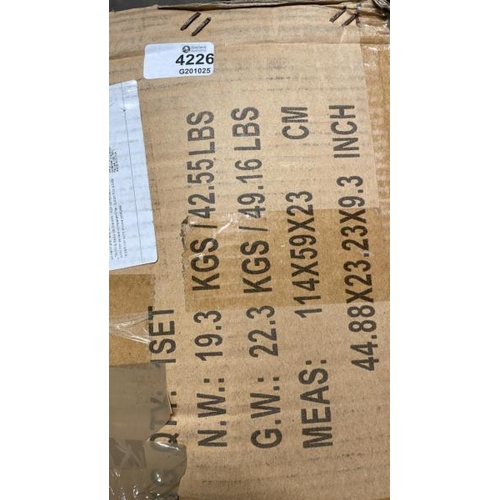 4226
G201025
QTY.: 1SET
N.W.: 19.3 KGS / 42.55 LBS
G.W.: 22.3 KGS / 49.16 LBS
MEAS: 114X59X23 CM
44.88X23.23X9.3 INCH